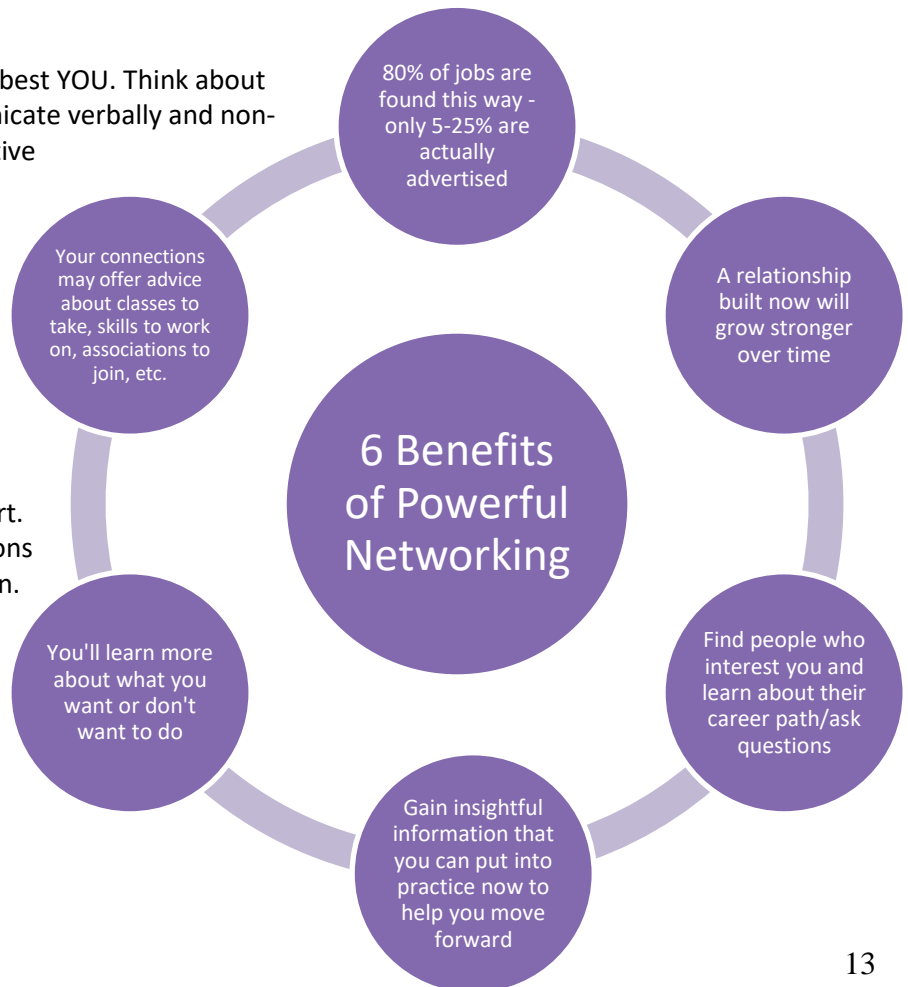 best YOU. Think about
nicate verbally and non-
tive
80% of jobs are
found this way -
only 5-25% are
actually
advertised
Your connections
may offer advice
about classes to
take, skills to work
on, associations to
join, etc.
A relationship
built now will
grow stronger
over time
6 Benefits
of Powerful
Networking
rt.
ons
n.
You'll learn more
about what you
want or don't
want to do
Find people who
interest you and
learn about their
career path/ask
questions
Gain insightful
information that
you can put into
practice now to
help you move
forward
13